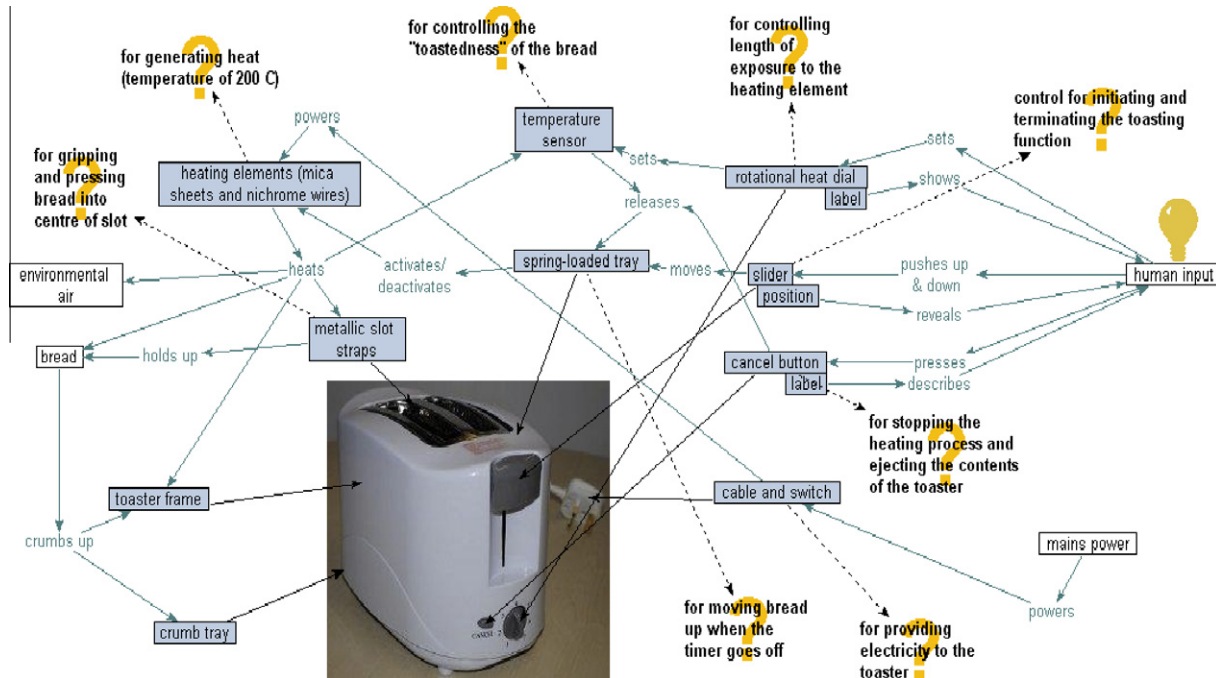 for controlling the
"toastedness" of the bread
for controlling
length of
exposure to the
heating element
for generating heat
(temperature of 200 C)
control for initiating and
terminating the toasting
function
powers
temperature
sensor
sets
sets
for gripping
and pressing
bread into
centre of slot
heating elements (mica
sheets and nichrome wires)
rotational heat dial
label
shows
releases
environmental
air
heats
activates/
deactivates
spring-loaded tray
moves
slider
position
pushes up
& down
human input
reveals
metallic slot
straps
bread
holds up
cancel button
label
presses
describes
for stopping the
heating process and
ejecting the contents
of the toaster
toaster frame
cable and switch
crumbs up
mains power
powers
crumb tray
CANCEL
for moving bread
up when the
timer goes off
for providing
electricity to the
toaster